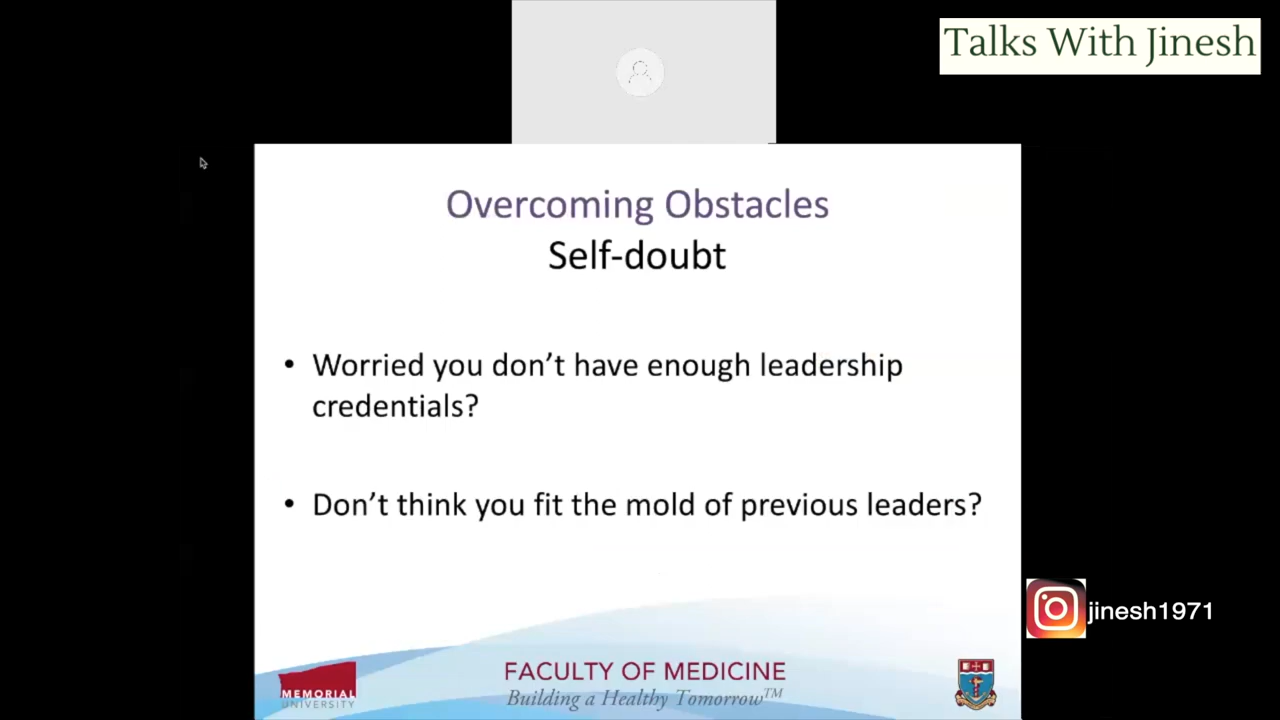 Talks With Jinesh
Overcoming Obstacles
Self-doubt
• Worried you don’t have enough leadership
credentials?
• Don’t think you fit the mold of previous leaders?
jinesh1971
MEMORIAL
UNIVERSITY
FACULTY OF MEDICINE
Building a Healthy Tomorrow™